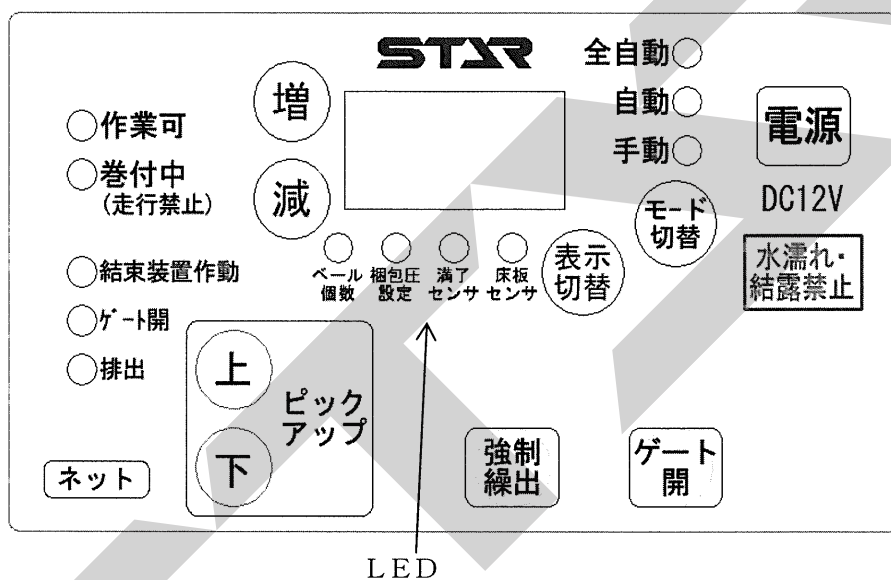 STAR
全自動
自動
手動
増
減
作業可
巻付中
(走行禁止)
電源
DC12V
モード
切替
水濡れ・
結露禁止
ベール
個数
梱包圧
設定
満了
センサ
床板
センサ
表示
切替
結束装置作動
ゲート開
排出
上
下
ピック
アップ
ネット
強制
繰出
ゲート
開
LED